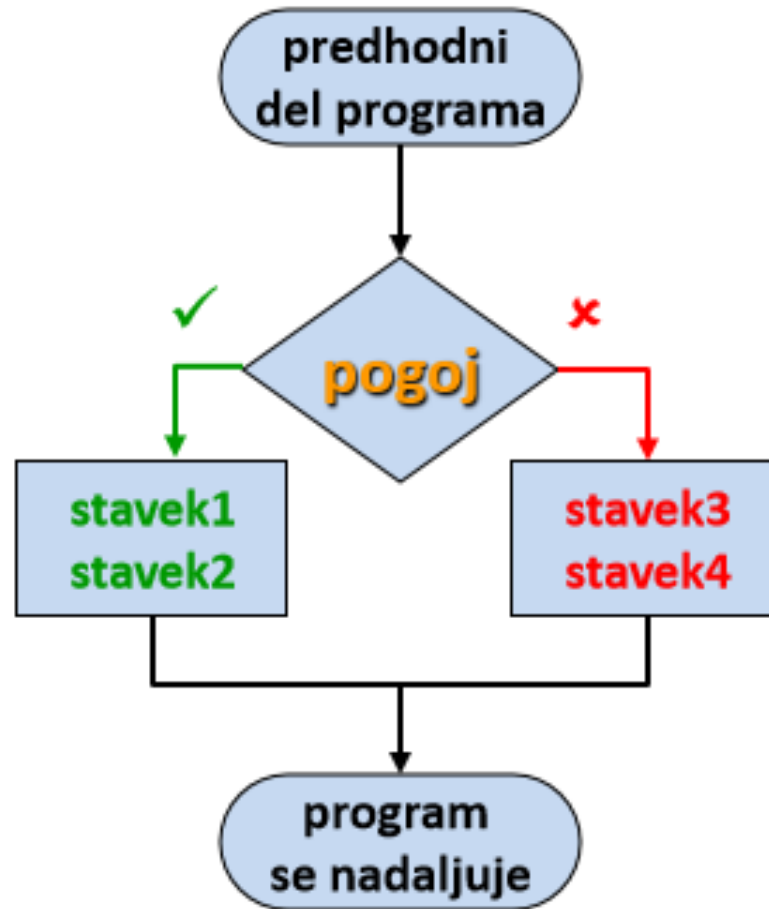 predhodni
del programa
pogoj
stavek1
stavek2
stavek3
stavek4
program
se nadaljuje